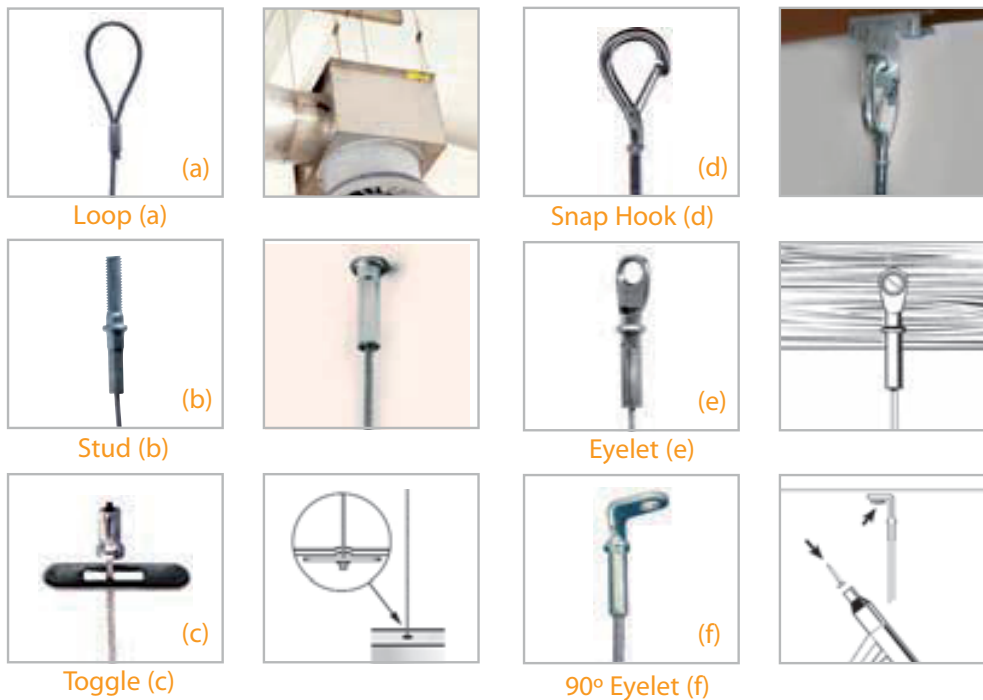 (a)
(d)
Loop (a)
Snap Hook (d)
(b)
(e)
Stud (b)
Eyelet (e)
(c)
(f)
Toggle (c)
90º Eyelet (f)